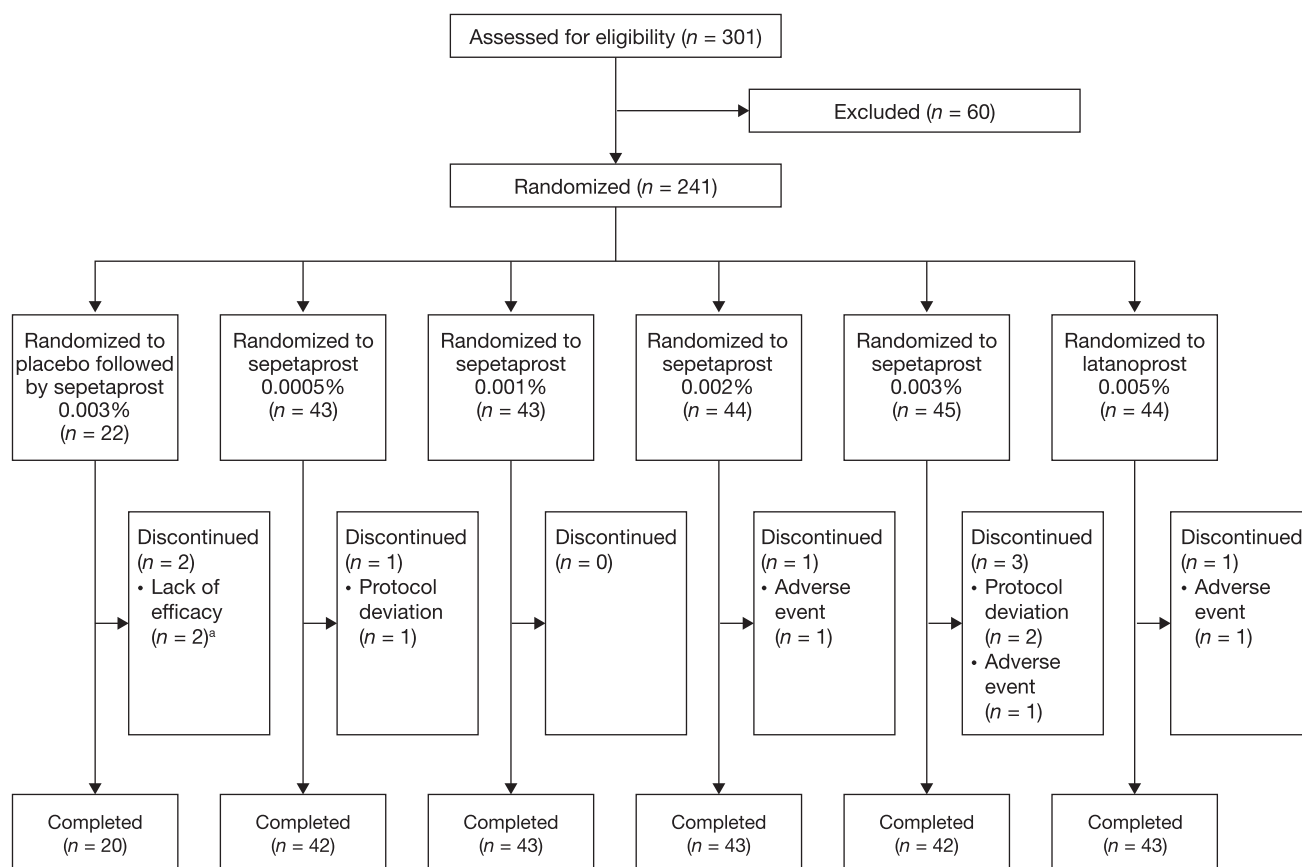 Assessed for eligibility (n = 301)
Excluded (n = 60)
Randomized (n = 241)
Randomized to
placebo followed
by sepetaprost
0.003%
(n = 22)
Randomized to
sepetaprost
0.0005%
(n = 43)
Randomized to
sepetaprost
0.001%
(n = 43)
Randomized to
sepetaprost
0.002%
(n = 44)
Randomized to
sepetaprost
0.003%
(n = 45)
Randomized to
latanoprost
0.005%
(n = 44)
Discontinued
(n = 2)
• Lack of
efficacy
(n = 2)ᵃ
Discontinued
(n = 1)
• Protocol
deviation
(n = 1)
Discontinued
(n = 0)
Discontinued
(n = 1)
• Adverse
event
(n = 1)
Discontinued
(n = 3)
• Protocol
deviation
(n = 2)
• Adverse
event
(n = 1)
Discontinued
(n = 1)
• Adverse
event
(n = 1)
Completed
(n = 20)
Completed
(n = 42)
Completed
(n = 43)
Completed
(n = 43)
Completed
(n = 42)
Completed
(n = 43)